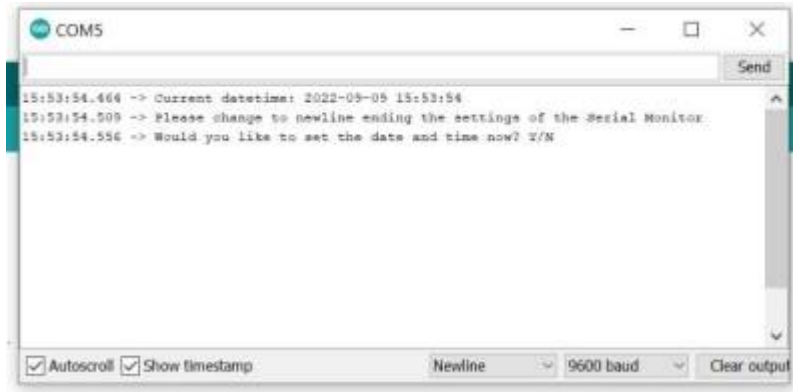 COM5
Send
15:53:54.464 -> Current datetime: 2022-09-09 15:53:54
15:53:54.509 -> Please change to newline ending the settings of the Serial Monitor
15:53:54.556 -> Would you like to set the date and time now? Y/N
Autoscroll Show timestamp Newline 9600 baud Clear output